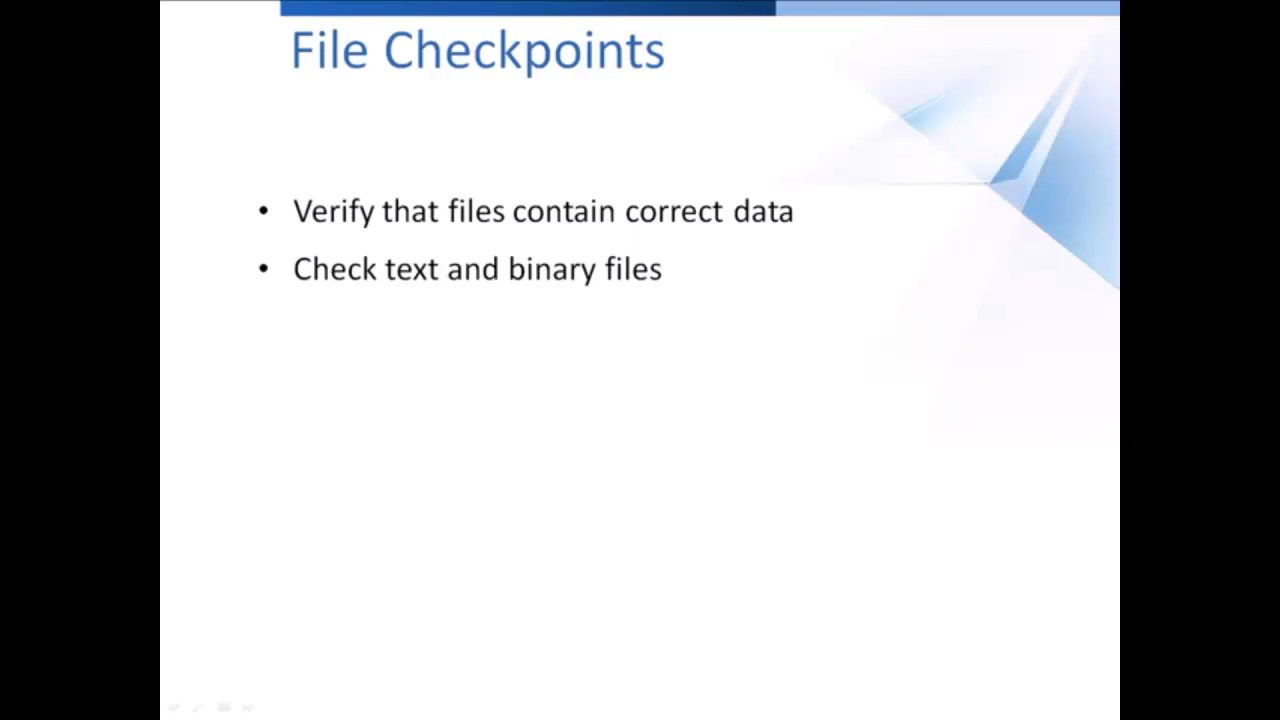 File Checkpoints
• Verify that files contain correct data
• Check text and binary files